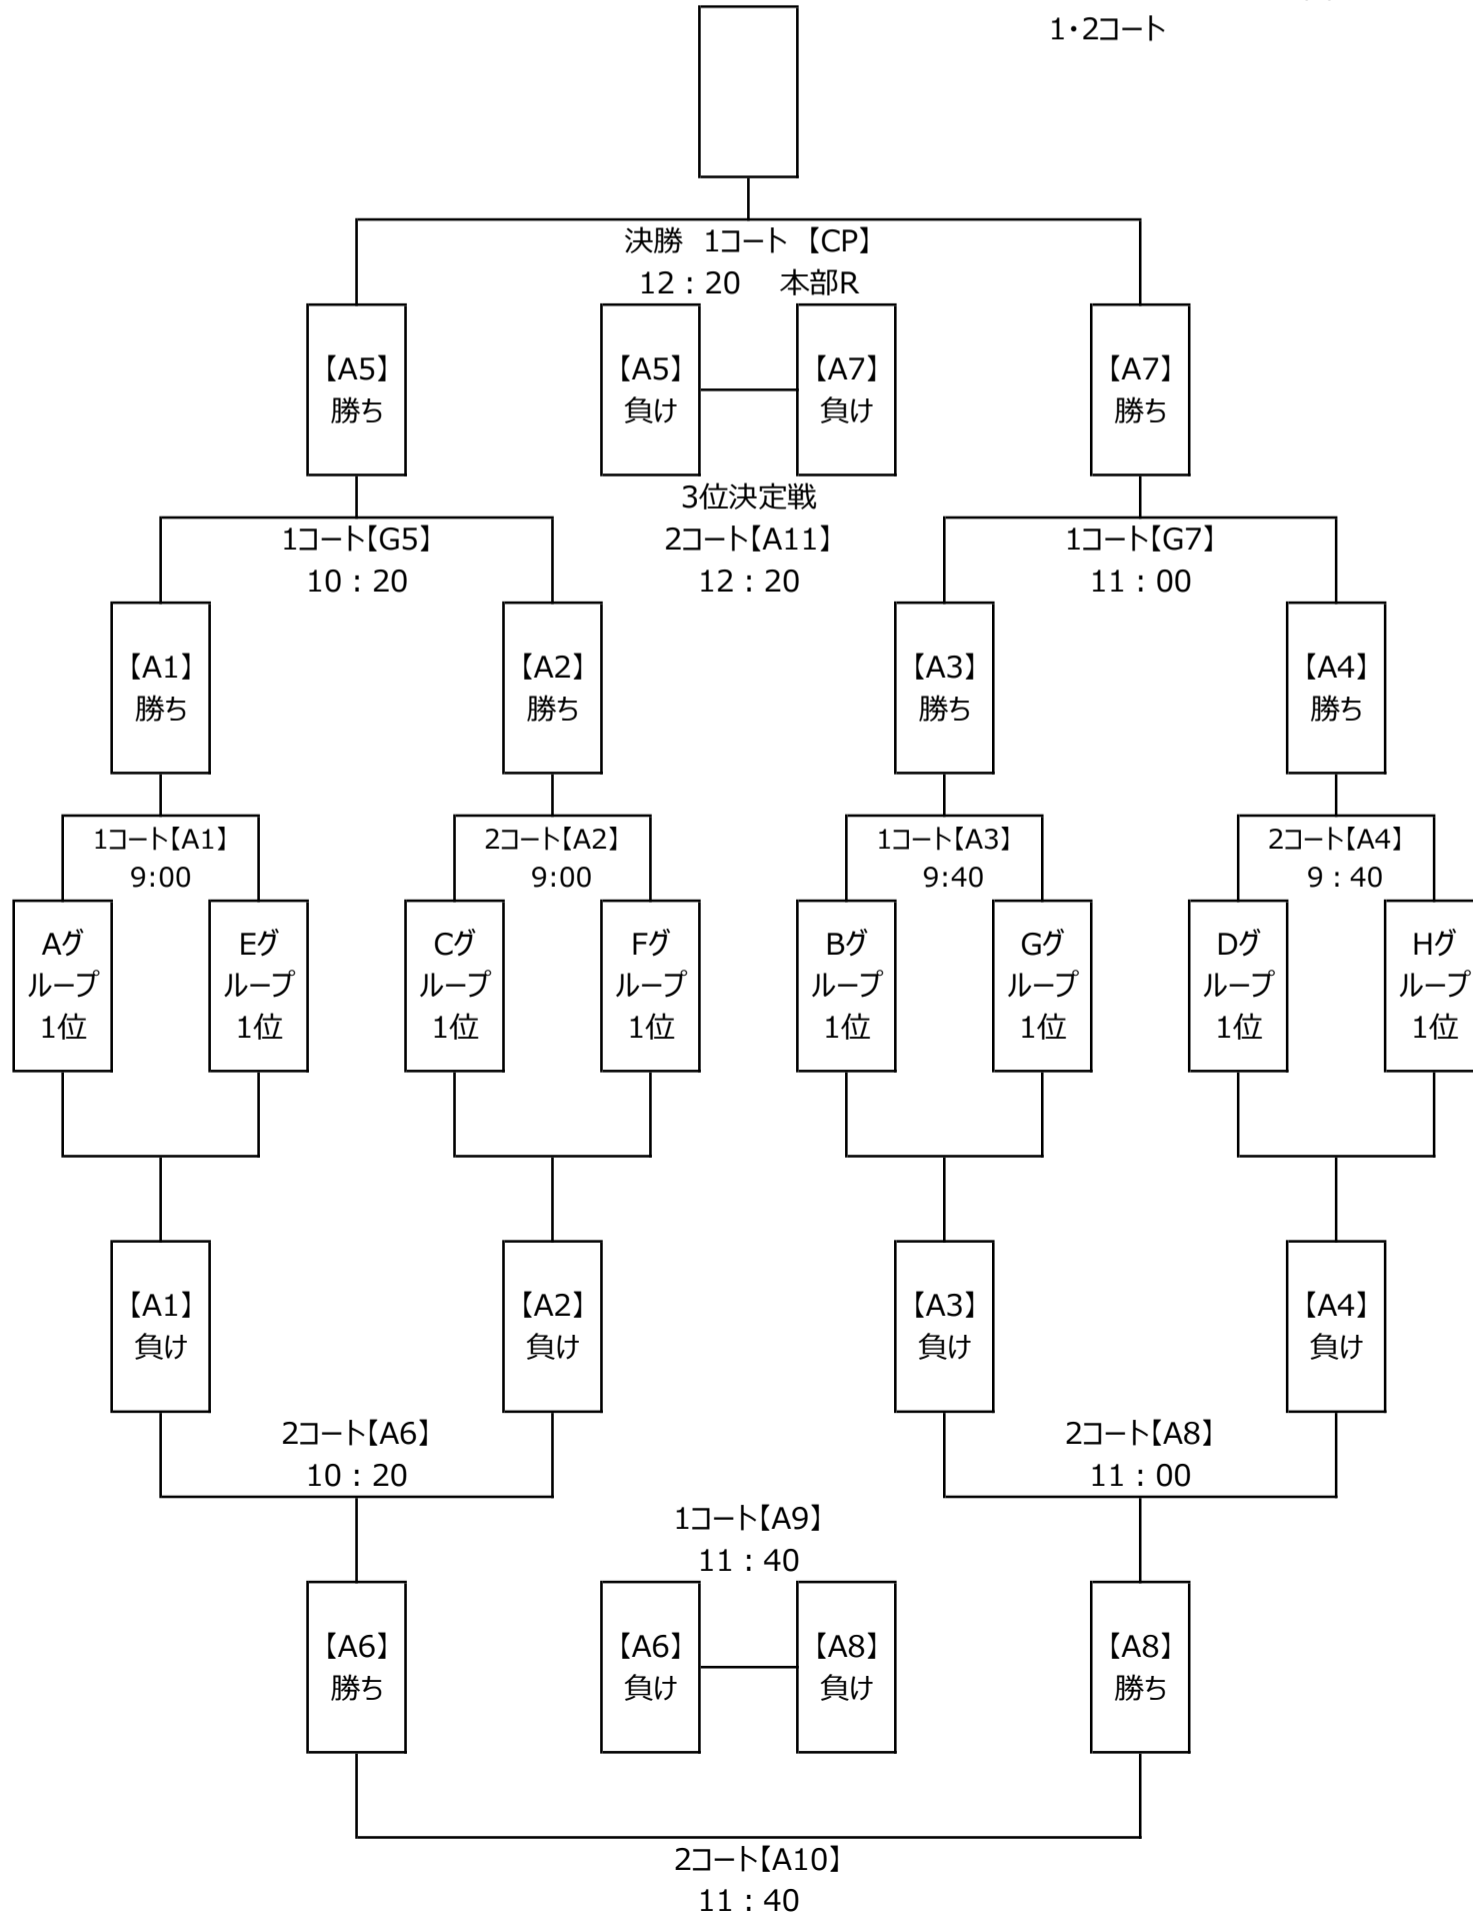 1・2コート
決勝 1コート【CP】
12：20 本部R
【A5】
勝ち
【A5】
負け
【A7】
負け
【A7】
勝ち
3位決定戦
2コート【A11】
12：20
1コート【G5】
10：20
1コート【G7】
11：00
【A1】
勝ち
【A2】
勝ち
【A3】
勝ち
【A4】
勝ち
1コート【A1】
9:00
2コート【A2】
9:00
1コート【A3】
9:40
2コート【A4】
9：40
Aグ
ループ
1位
Eグ
ループ
1位
Cグ
ループ
1位
Fグ
ループ
1位
Bグ
ループ
1位
Gグ
ループ
1位
Dグ
ループ
1位
Hグ
ループ
1位
【A1】
負け
【A2】
負け
【A3】
負け
【A4】
負け
2コート【A6】
10：20
2コート【A8】
11：00
1コート【A9】
11：40
【A6】
勝ち
【A6】
負け
【A8】
負け
【A8】
勝ち
2コート【A10】
11：40